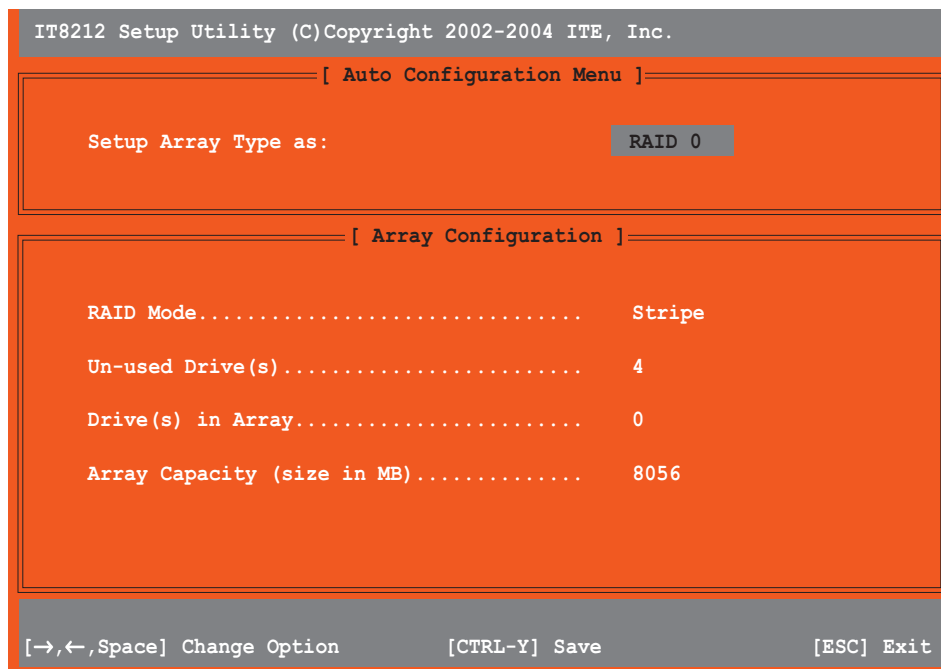 IT8212 Setup Utility (C)Copyright 2002-2004 ITE, Inc.
[ Auto Configuration Menu ]
Setup Array Type as: RAID 0
[ Array Configuration ]
RAID Mode................................ Stripe
Un-used Drive(s)......................... 4
Drive(s) in Array........................ 0
Array Capacity (size in MB).............. 8056
[→,←,Space] Change Option [CTRL-Y] Save [ESC] Exit